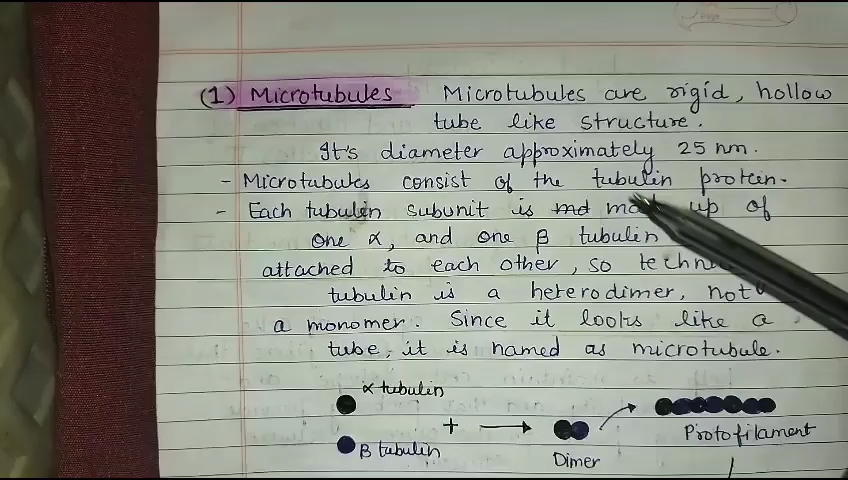 (1) Microtubules Microtubules are rigid, hollow
tube like structure.
It's diameter approximately 25 nm.
- Microtubules consist of the tubulin protein.
- Each tubulin subunit is md up of
one α, and one β tubulin
attached to each other, so
tubulin is a heterodimer, not
a monomer. Since it looks like a
tube, it is named as microtubule.
α tubulin
+
β tubulin
Dimer
Protofilament